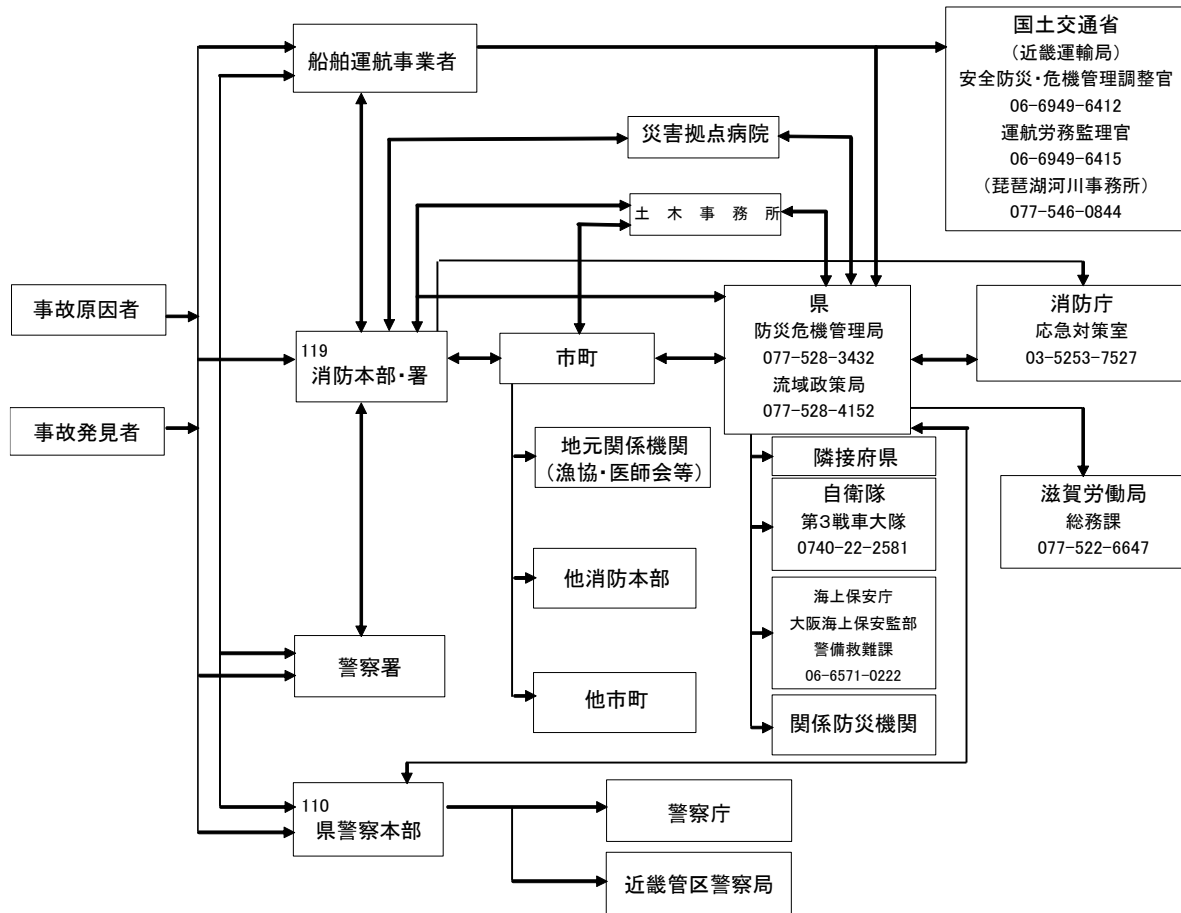 船舶運航事業者
国土交通省
(近畿運輸局)
安全防災・危機管理調整官
06-6949-6412
運航労務監理官
06-6949-6415
(琵琶湖河川事務所)
077-546-0844
災害拠点病院
土木事務所
事故原因者
事故発見者
119
消防本部・署
市町
県
防災危機管理局
077-528-3432
流域政策局
077-528-4152
消防庁
応急対策室
03-5253-7527
地元関係機関
(漁協・医師会等)
隣接府県
自衛隊
第3戦車大隊
0740-22-2581
滋賀労働局
総務課
077-522-6647
他消防本部
海上保安庁
大阪海上保安監部
警備救難課
06-6571-0222
警察署
他市町
関係防災機関
110
県警察本部
警察庁
近畿管区警察局